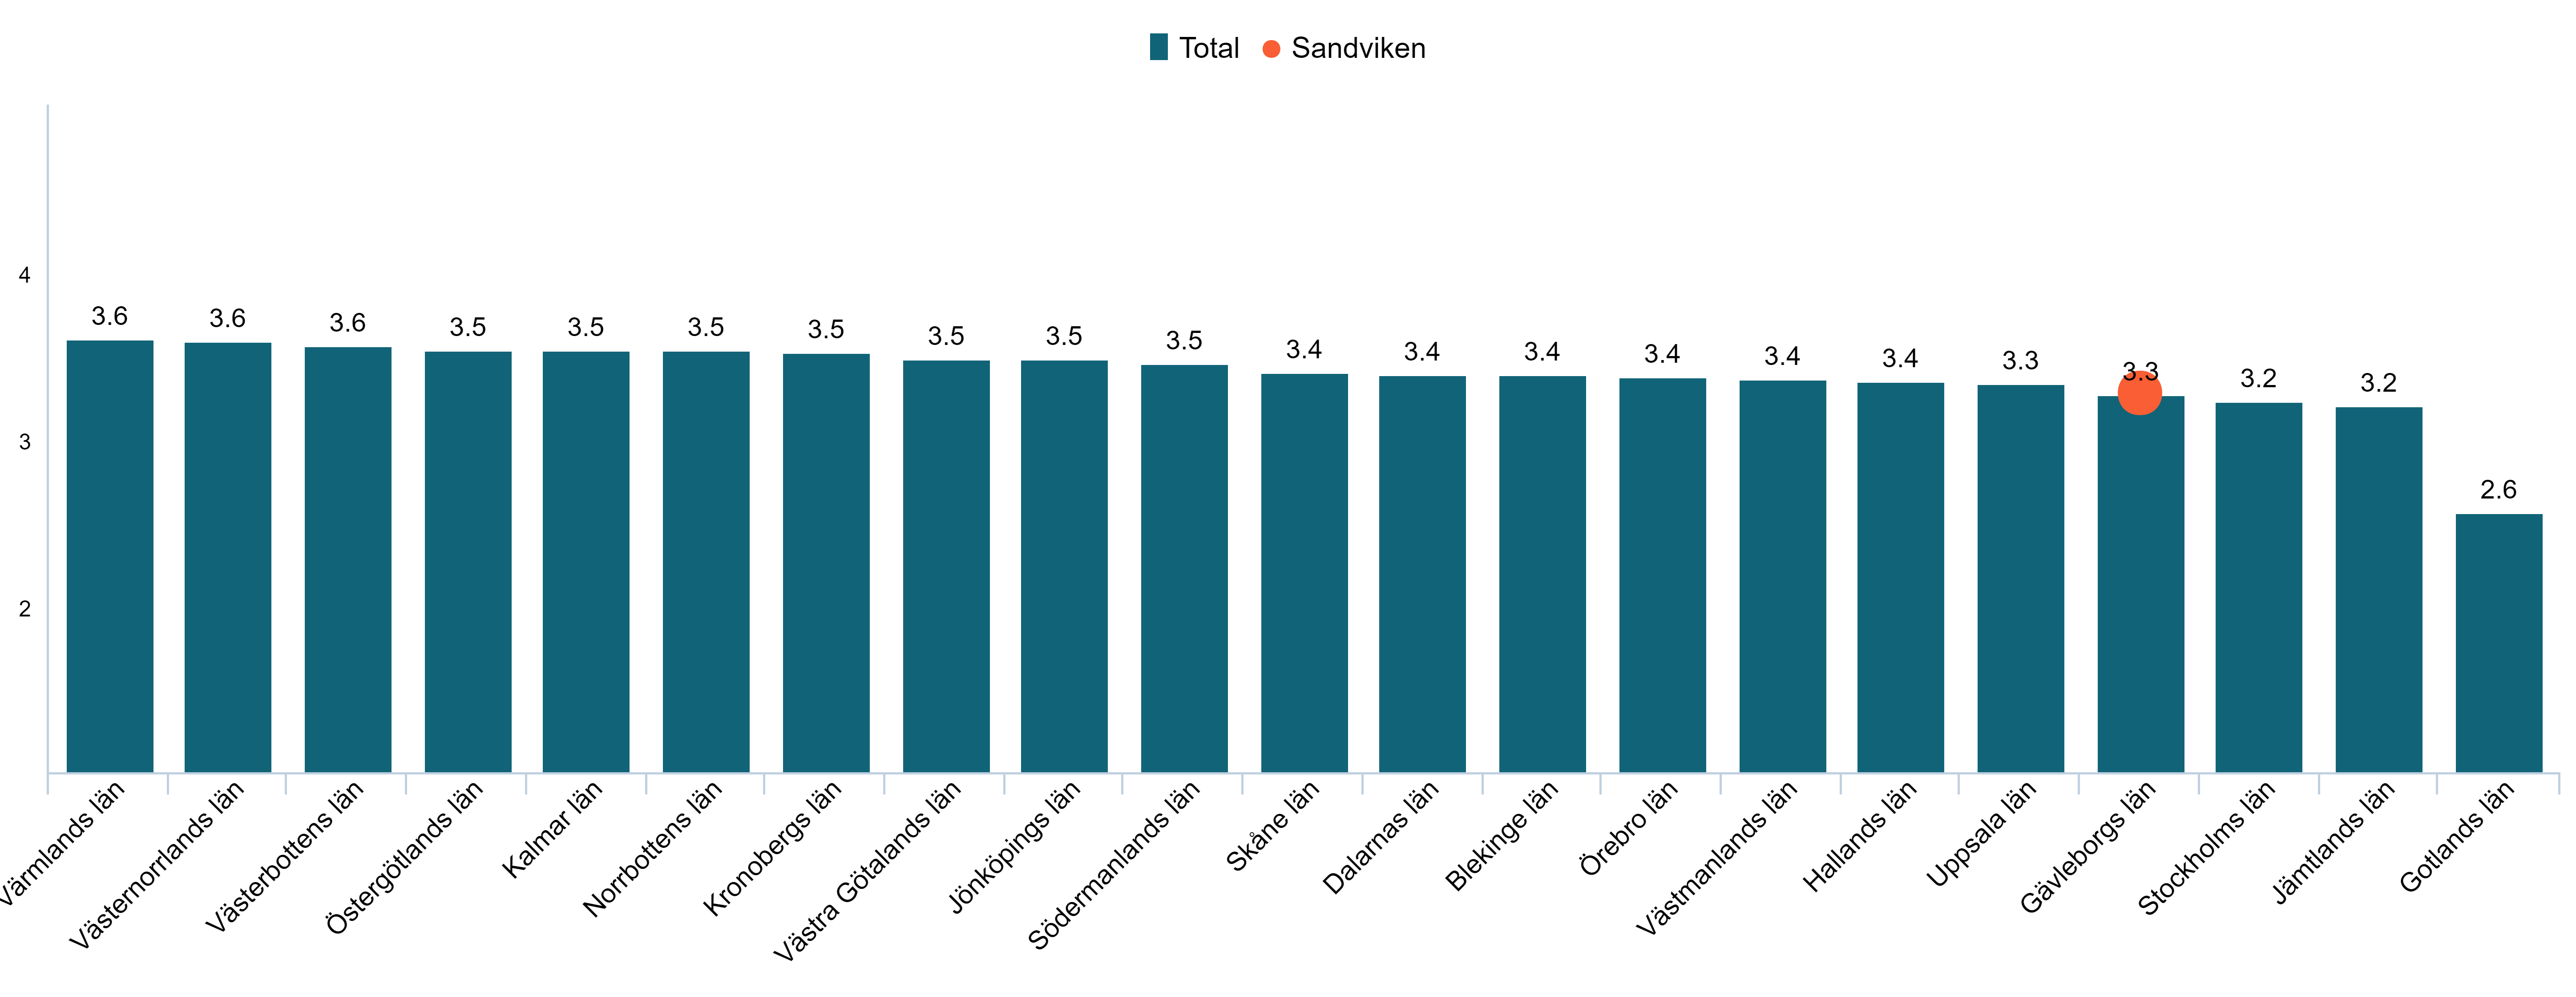 Total Sandviken
4
3
2
3.6 3.6 3.6 3.5 3.5 3.5 3.5 3.5 3.5 3.5 3.4 3.4 3.4 3.4 3.4 3.4 3.3 3.3 3.2 3.2 2.6
Värmlands län
Västernorrlands län
Västerbottens län
Östergötlands län
Kalmar län
Norrbottens län
Kronobergs län
Västra Götalands län
Jönköpings län
Södermanlands län
Skåne län
Dalarnas län
Blekinge län
Örebro län
Västmanlands län
Hallands län
Uppsala län
Gävleborgs län
Stockholms län
Jämtlands län
Gotlands län